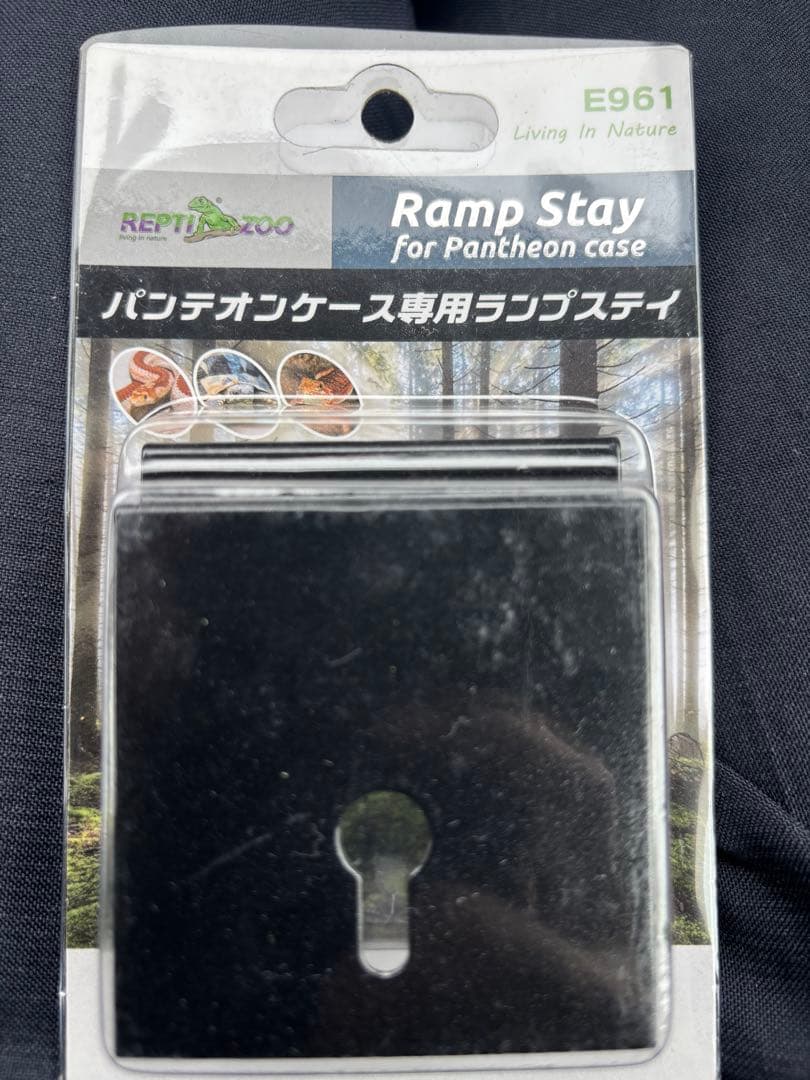 E961
Living In Nature
REPTI ZOO
living in nature
Ramp Stay
for Pantheon case
パンテオンケース専用ランプステイ